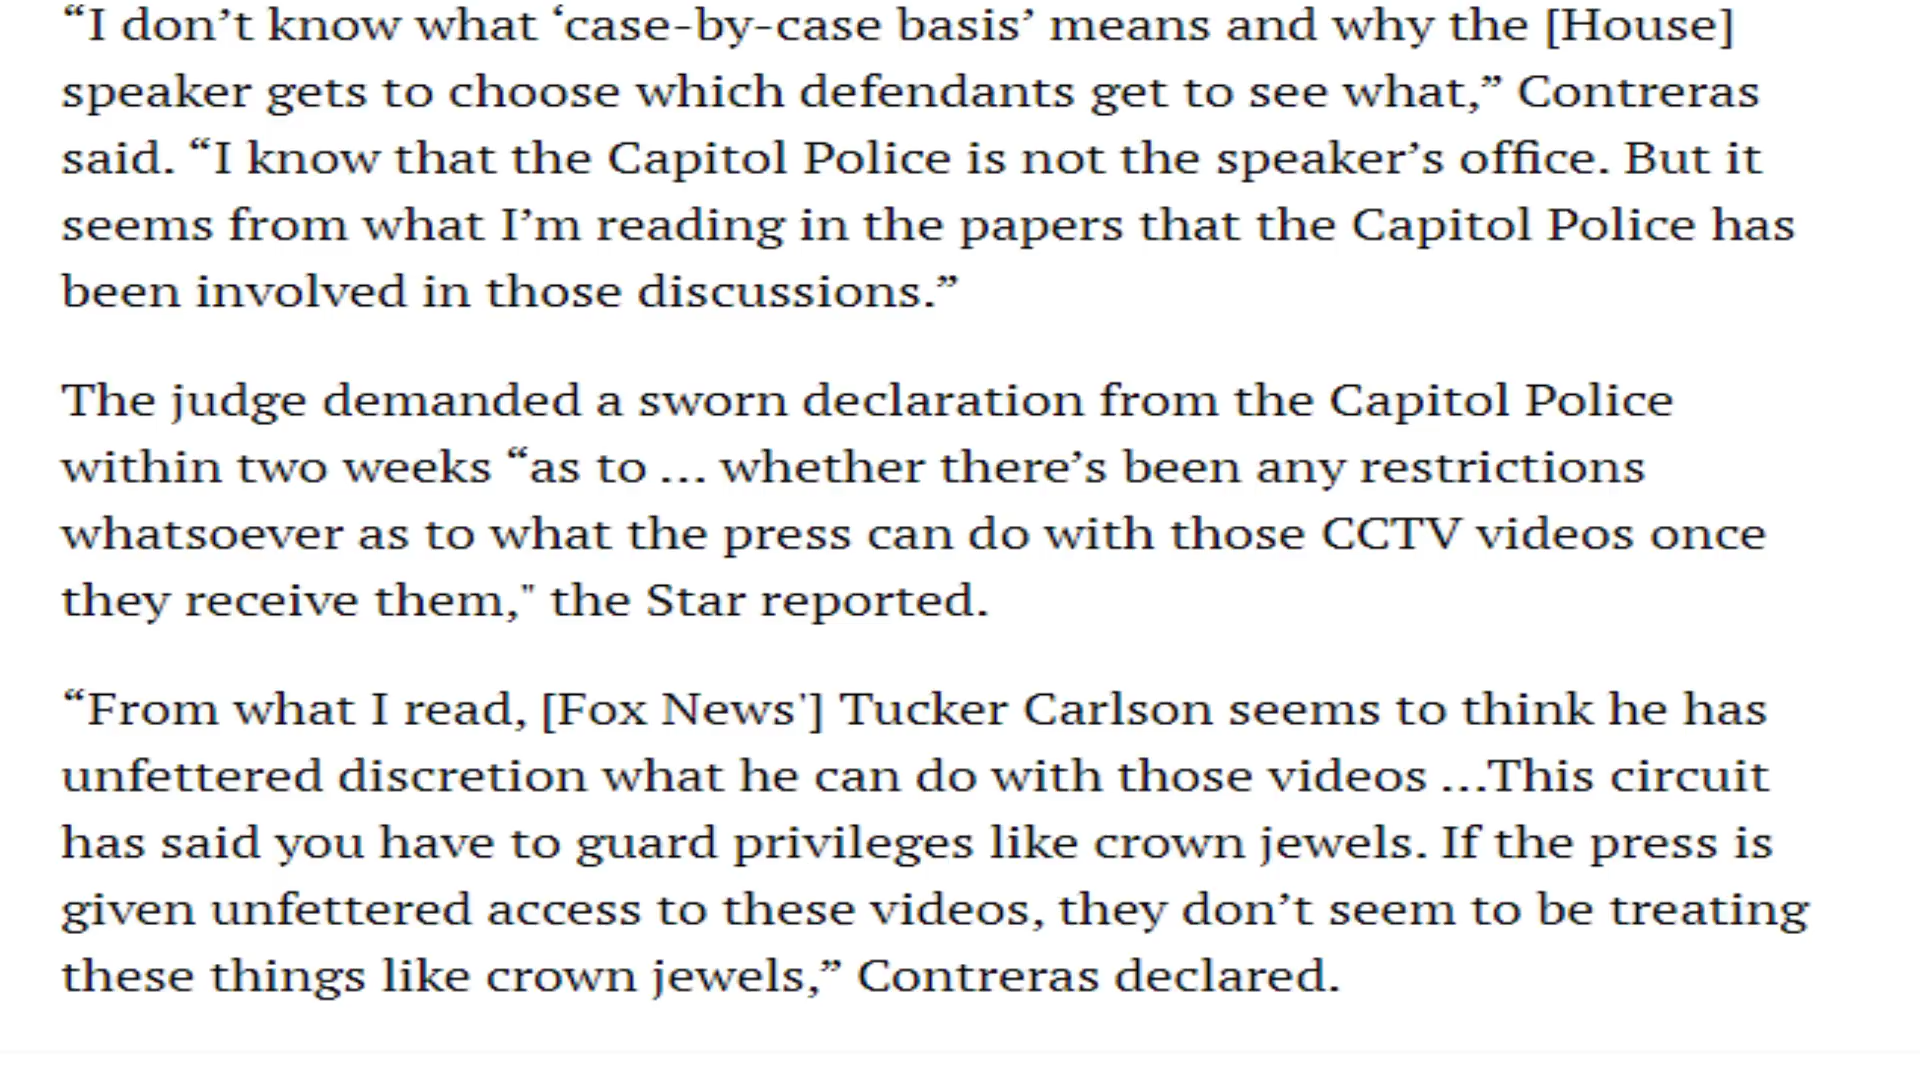 “I don’t know what ‘case-by-case basis’ means and why the [House]
speaker gets to choose which defendants get to see what,” Contreras
said. “I know that the Capitol Police is not the speaker’s office. But it
seems from what I’m reading in the papers that the Capitol Police has
been involved in those discussions.”
The judge demanded a sworn declaration from the Capitol Police
within two weeks “as to ... whether there’s been any restrictions
whatsoever as to what the press can do with those CCTV videos once
they receive them," the Star reported.
“From what I read, [Fox News'] Tucker Carlson seems to think he has
unfettered discretion what he can do with those videos ...This circuit
has said you have to guard privileges like crown jewels. If the press is
given unfettered access to these videos, they don’t seem to be treating
these things like crown jewels,” Contreras declared.